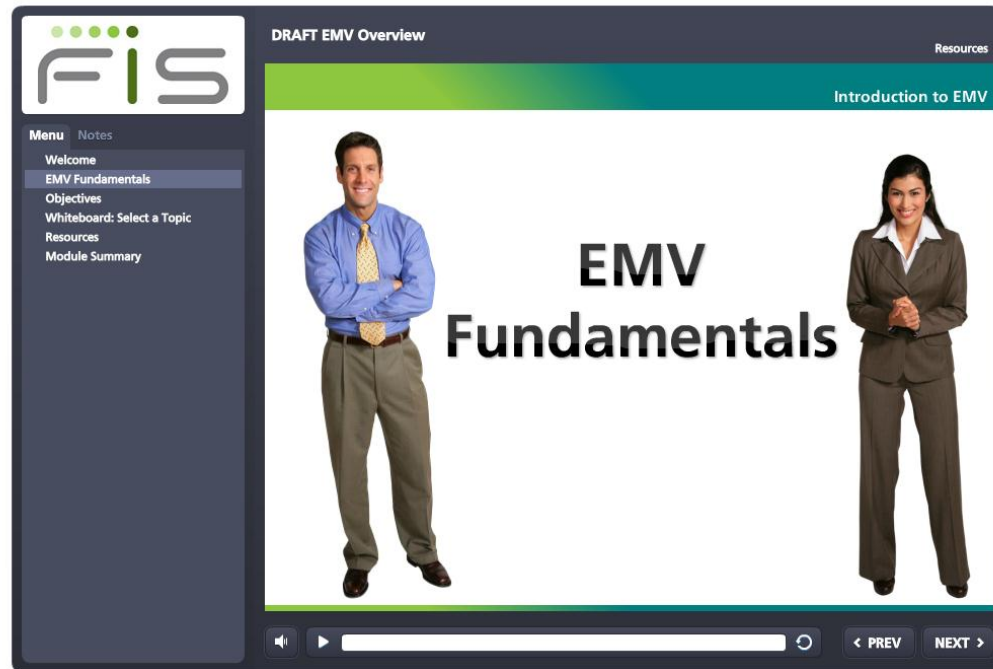 FIS
DRAFT EMV Overview
Resources
Introduction to EMV
Menu Notes
Welcome
EMV Fundamentals
Objectives
Whiteboard: Select a Topic
Resources
Module Summary
EMV
Fundamentals
< PREV NEXT >